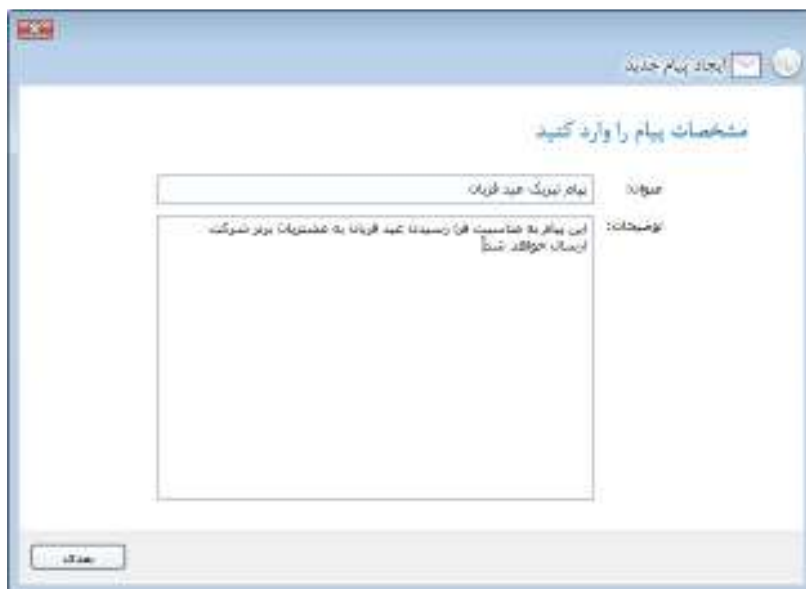 ایجاد پیام جدید
مشخصات پیام را وارد کنید
عنوان:
پیام تبریک عید قربان
توضیحات:
این پیام به مناسبت فرا رسیدن عید قربان به مشتریان برتر شرکت
ارسال خواهد شد
بعدی